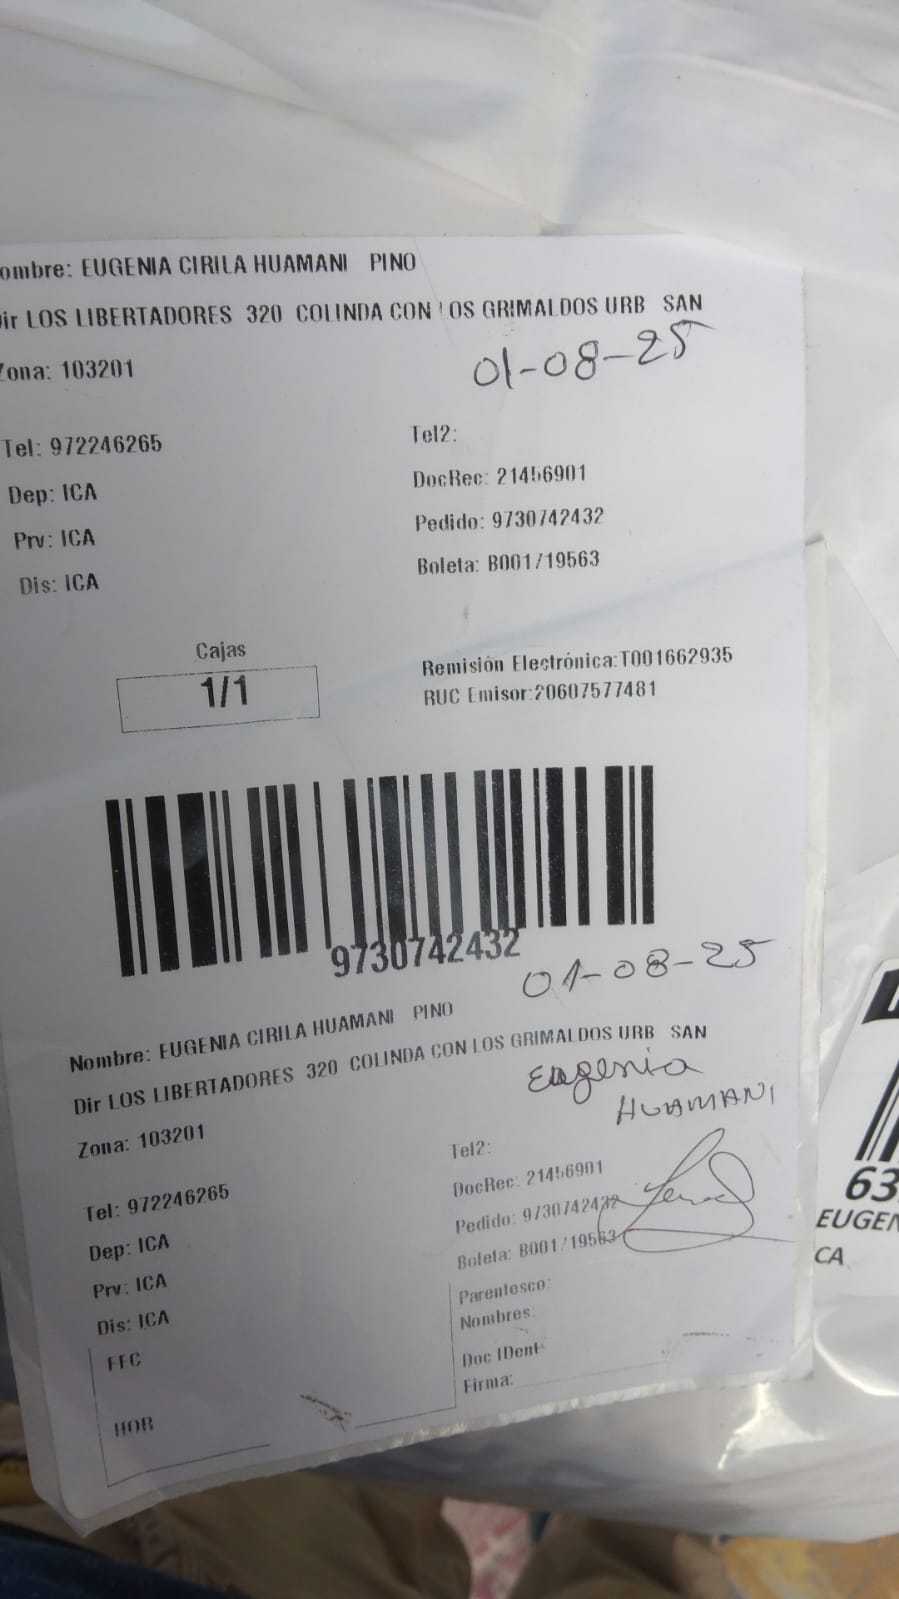 ombre: EUGENIA CIRILA HUAMANI PINO
Dir LOS LIBERTADORES 320 COLINDA CON LOS GRIMALDOS URB SAN
Zona: 103201
01-08-25
Tel: 972246265
Tel2:
Dep: ICA
DocRec: 21456901
Prv: ICA
Pedido: 9730742432
Dis: ICA
Boleta: B001/19563
Cajas
1/1
Remisión Electrónica:T001662935
RUC Emisor:20607577481
9730742432
01-08-25
Nombre: EUGENIA CIRILA HUAMANI PINO
Dir LOS LIBERTADORES 320 COLINDA CON LOS GRIMALDOS URB SAN
Eugenia
HUAMANI
Zona: 103201
Tel2:
Tel: 972246265
DocRec: 21456901
Dep: ICA
Pedido: 9730742432
Prv: ICA
Boleta: B001/19563
Dis: ICA
Parentesco:
Nombres:
Doc IDent
Firma:
HOR
63
EUGEN
CA